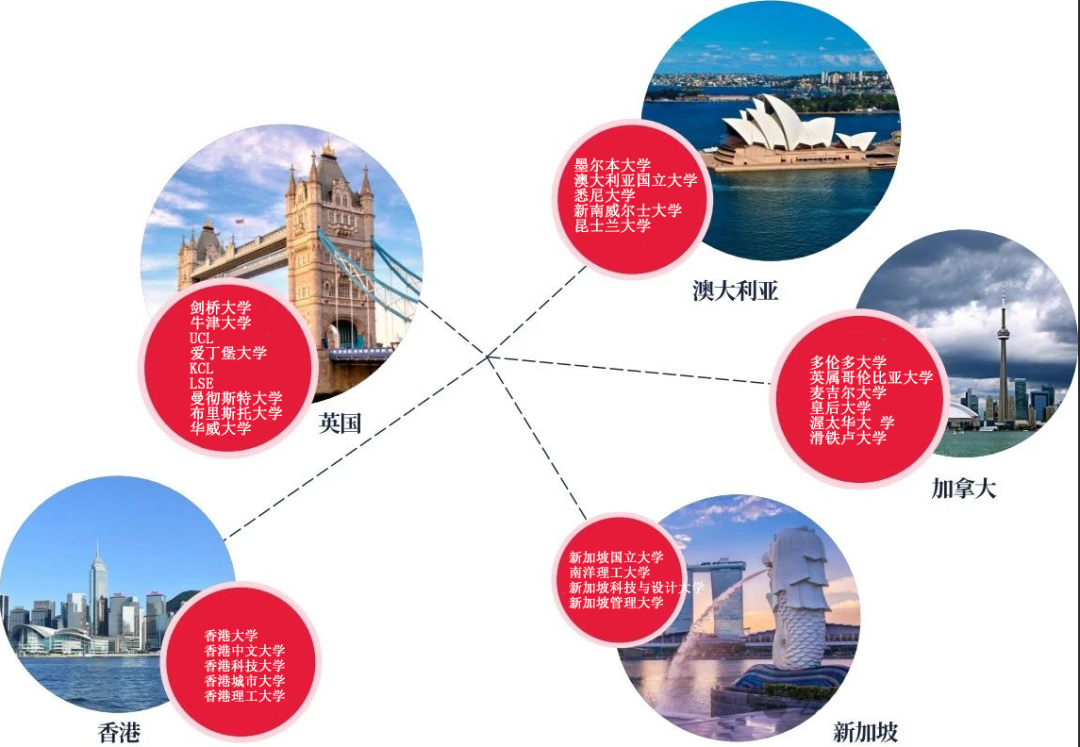 墨尔本大学
澳大利亚国立大学
悉尼大学
新南威尔士大学
昆士兰大学
澳大利亚
剑桥大学
牛津大学
UCL
爱丁堡大学
KCL
LSE
曼彻斯特大学
布里斯托大学
华威大学
英国
多伦多大学
英属哥伦比亚大学
麦吉尔大学
皇后大学
渥太华大 学
滑铁卢大学
加拿大
新加坡国立大学
南洋理工大学
新加坡科技与设计大学
新加坡管理大学
新加坡
香港大学
香港中文大学
香港科技大学
香港城市大学
香港理工大学
香港